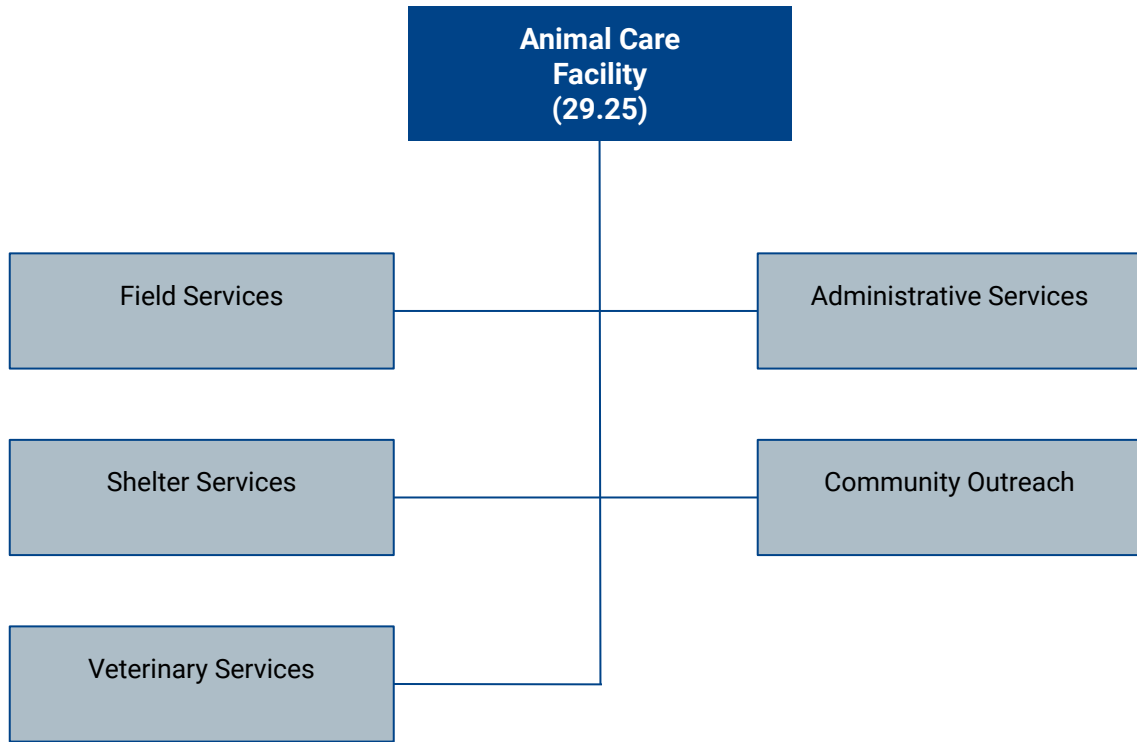 Animal Care
Facility
(29.25)
Field Services
Administrative Services
Shelter Services
Community Outreach
Veterinary Services